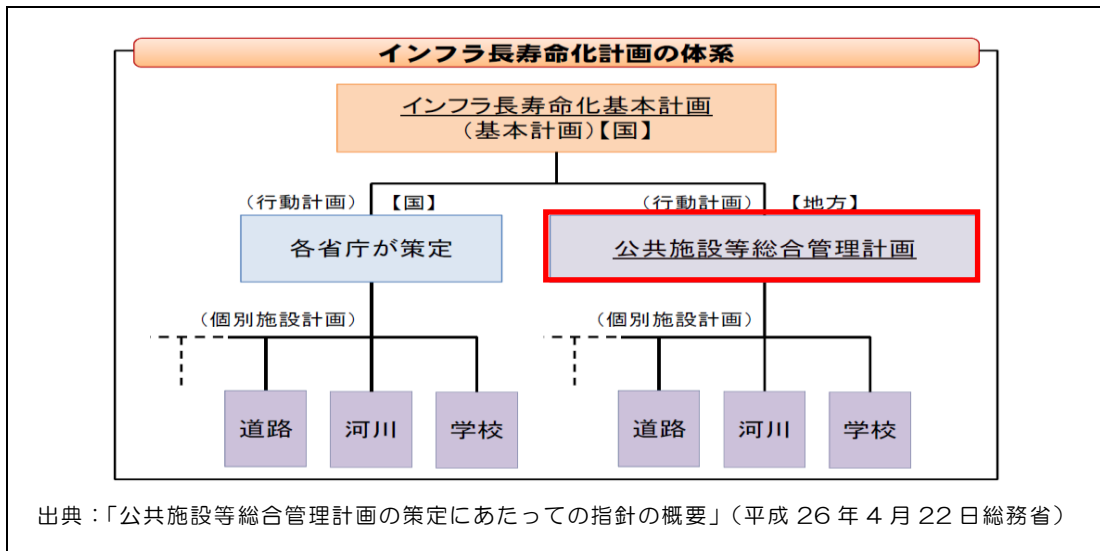 インフラ長寿命化計画の体系
インフラ長寿命化基本計画
(基本計画)【国】
(行動計画) 【国】
(行動計画) 【地方】
各省庁が策定
公共施設等総合管理計画
(個別施設計画)
(個別施設計画)
道路 河川 学校
道路 河川 学校
出典:「公共施設等総合管理計画の策定にあたっての指針の概要」(平成 26 年 4 月 22 日総務省)